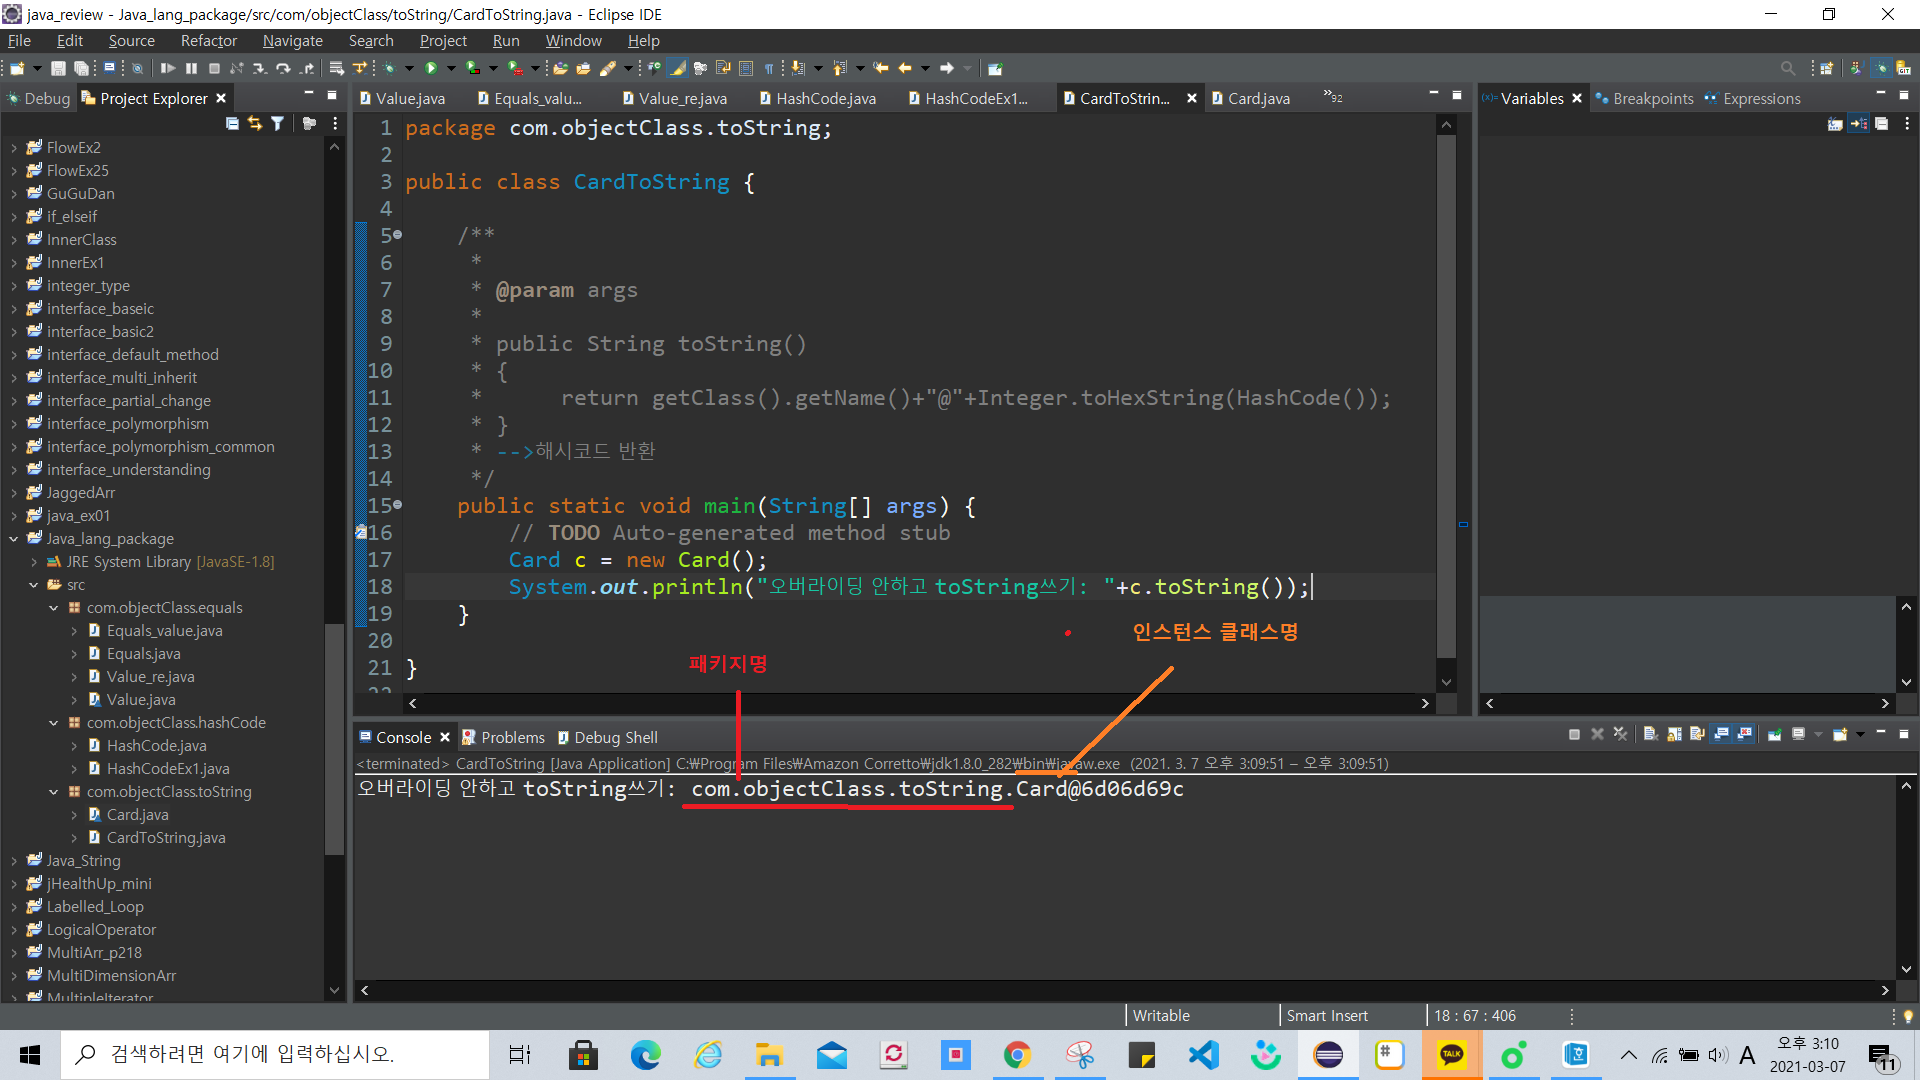 java_review - Java_lang_package/src/com/objectClass/toString/CardToString.java - Eclipse IDE
File Edit Source Refactor Navigate Search Project Run Window Help
Debug Project Explorer
FlowEx2
FlowEx25
GuGuDan
if_elseif
InnerClass
InnerEx1
integer_type
interface_baseic
interface_basic2
interface_default_method
interface_multi_inherit
interface_partial_change
interface_polymorphism
interface_polymorphism_common
interface_understanding
JaggedArr
java_ex01
Java_lang_package
JRE System Library [JavaSE-1.8]
src
com.objectClass.equals
Equals_value.java
Equals.java
Value_re.java
Value.java
com.objectClass.hashCode
HashCode.java
HashCodeEx1.java
com.objectClass.toString
Card.java
CardToString.java
Java_String
jHealthUp_mini
Labelled_Loop
LogicalOperator
MultiArr_p218
MultiDimensionArr
MultipleIterator
Value.java Equals_valu... Value_re.java HashCode.java HashCodeEx1... CardToStrin... Card.java »92
1 package com.objectClass.toString;
2
3 public class CardToString {
4
5 /**
6 *
7 * @param args
8 *
9 * public String toString()
10 * {
11 * return getClass().getName()+"@"+Integer.toHexString(HashCode());
12 * }
13 * -->해시코드 반환
14 */
15 public static void main(String[] args) {
16 // TODO Auto-generated method stub
17 Card c = new Card();
18 System.out.println("오버라이딩 안하고 toString쓰기: "+c.toString());
19 }
20
21 }
22
패키지명
인스턴스 클래스명
Variables Breakpoints Expressions
Console Problems Debug Shell
<terminated> CardToString [Java Application] C:₩Program Files₩Amazon Corretto₩jdk1.8.0_282₩bin₩javaw.exe (2021. 3. 7 오후 3:09:51 – 오후 3:09:51)
오버라이딩 안하고 toString쓰기: com.objectClass.toString.Card@6d06d69c
Writable Smart Insert 18 : 67 : 406
검색하려면 여기에 입력하십시오.
TALK
A
오후 3:10
2021-03-07
11